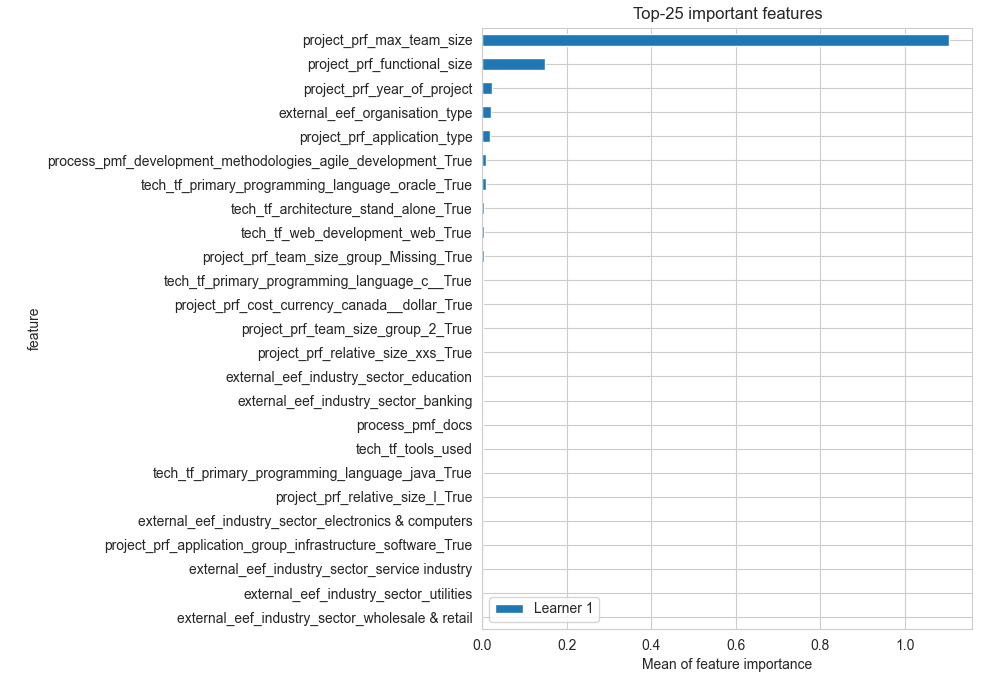 Top-25 important features
project_prf_max_team_size
project_prf_functional_size
project_prf_year_of_project
external_eef_organisation_type
project_prf_application_type
process_pmf_development_methodologies_agile_development_True
tech_tf_primary_programming_language_oracle_True
tech_tf_architecture_stand_alone_True
tech_tf_web_development_web_True
project_prf_team_size_group_Missing_True
tech_tf_primary_programming_language_c__True
project_prf_cost_currency_canada__dollar_True
project_prf_team_size_group_2_True
project_prf_relative_size_xxs_True
external_eef_industry_sector_education
external_eef_industry_sector_banking
process_pmf_docs
tech_tf_tools_used
tech_tf_primary_programming_language_java_True
project_prf_relative_size_l_True
external_eef_industry_sector_electronics & computers
project_prf_application_group_infrastructure_software_True
external_eef_industry_sector_service industry
external_eef_industry_sector_utilities
external_eef_industry_sector_wholesale & retail
feature
Learner 1
0.0 0.2 0.4 0.6 0.8 1.0
Mean of feature importance